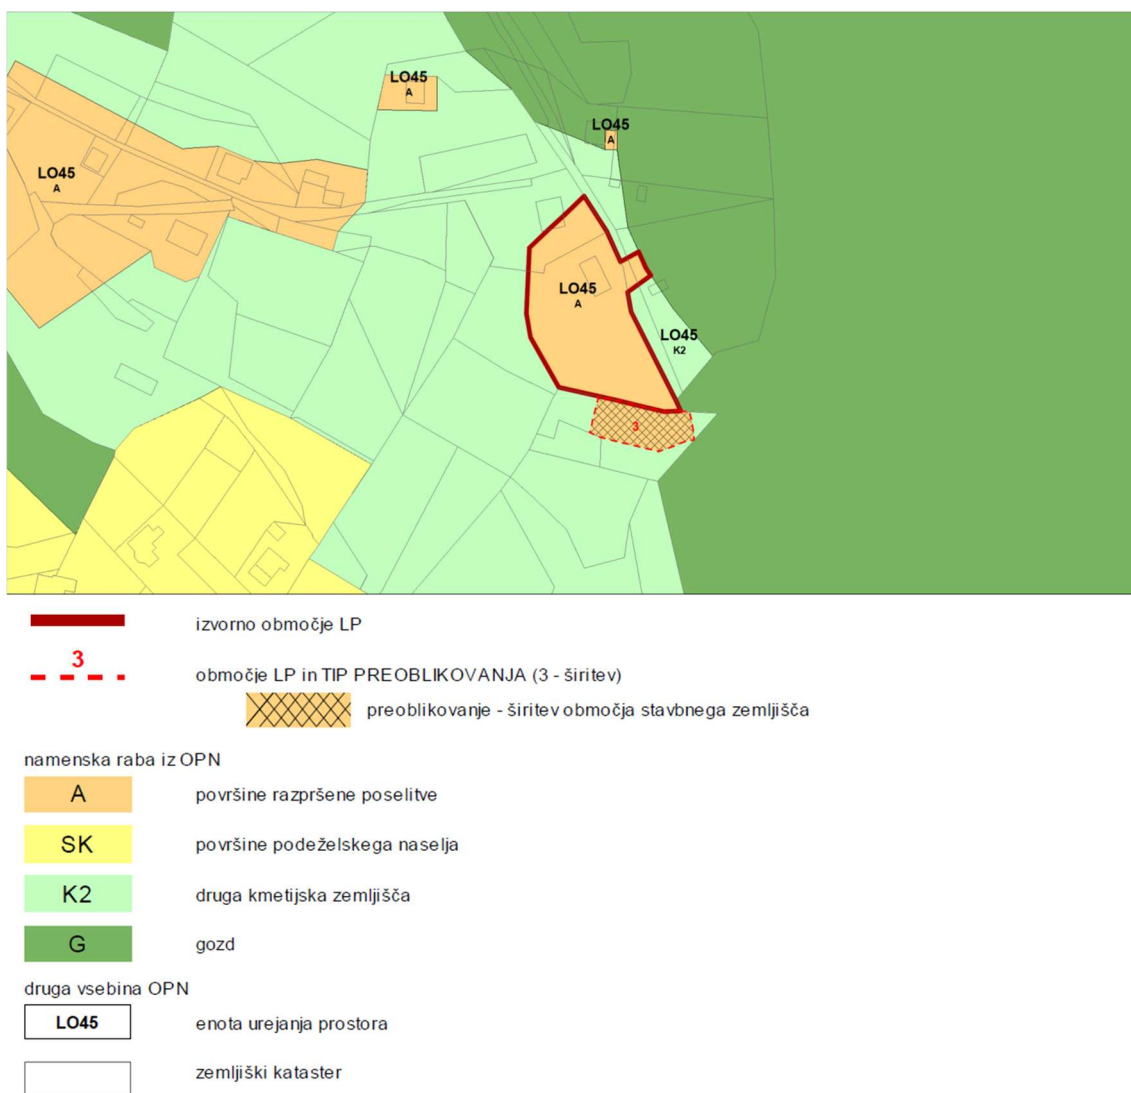 LO45
A
LO45
A
LO45
A
LO45
A
LO45
K2
3
izvorno območje LP
3
območje LP in TIP PREOBLIKOVANJA (3 - širitev)
preoblikovanje - širitev območja stavbnega zemljišča
namenska raba iz OPN
A površine razpršene poselitve
SK površine podeželskega naselja
K2 druga kmetijska zemljišča
G gozd
druga vsebina OPN
LO45 enota urejanja prostora
zemljiški kataster